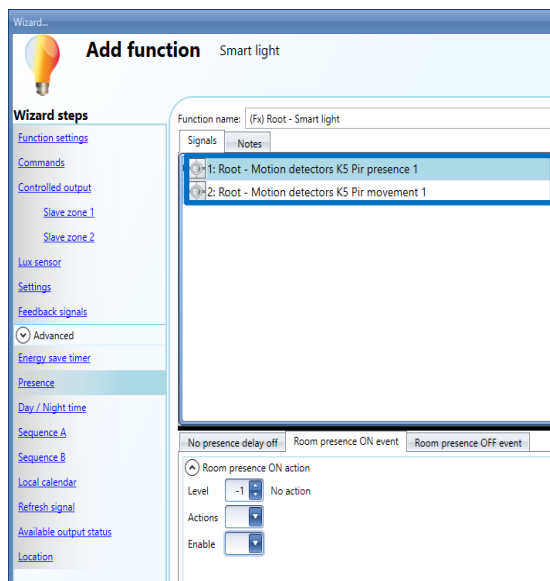 Wizard...
Add function Smart light
Wizard steps
Function settings
Commands
Controlled output
Slave zone 1
Slave zone 2
Lux sensor
Settings
Feedback signals
Advanced
Energy save timer
Presence
Day / Night time
Sequence A
Sequence B
Local calendar
Refresh signal
Available output status
Location
Function name: (Fx) Root - Smart light
Signals Notes
1: Root - Motion detectors K5 Pir presence 1
2: Root - Motion detectors K5 Pir movement 1
No presence delay off Room presence ON event Room presence OFF event
Room presence ON action
Level -1 No action
Actions
Enable